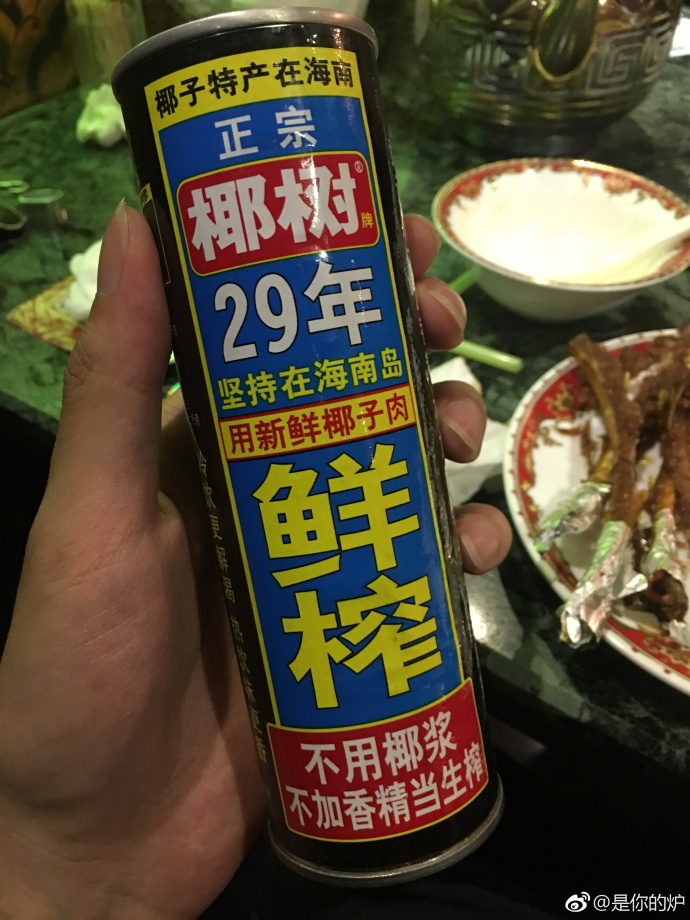 椰子特产在海南
正宗
椰树®牌
29年
坚持在海南岛
用新鲜椰子肉
鲜榨
不用椰浆
不加香精当生榨
@是你的炉